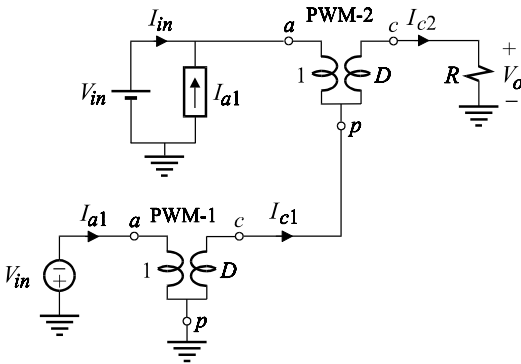 I_in
a PWM-2 c I_c2
V_in
I_a1
1 D
R
+
V_o
−
p
I_a1 a PWM-1 c I_c1
V_in
−
+
1 D
p